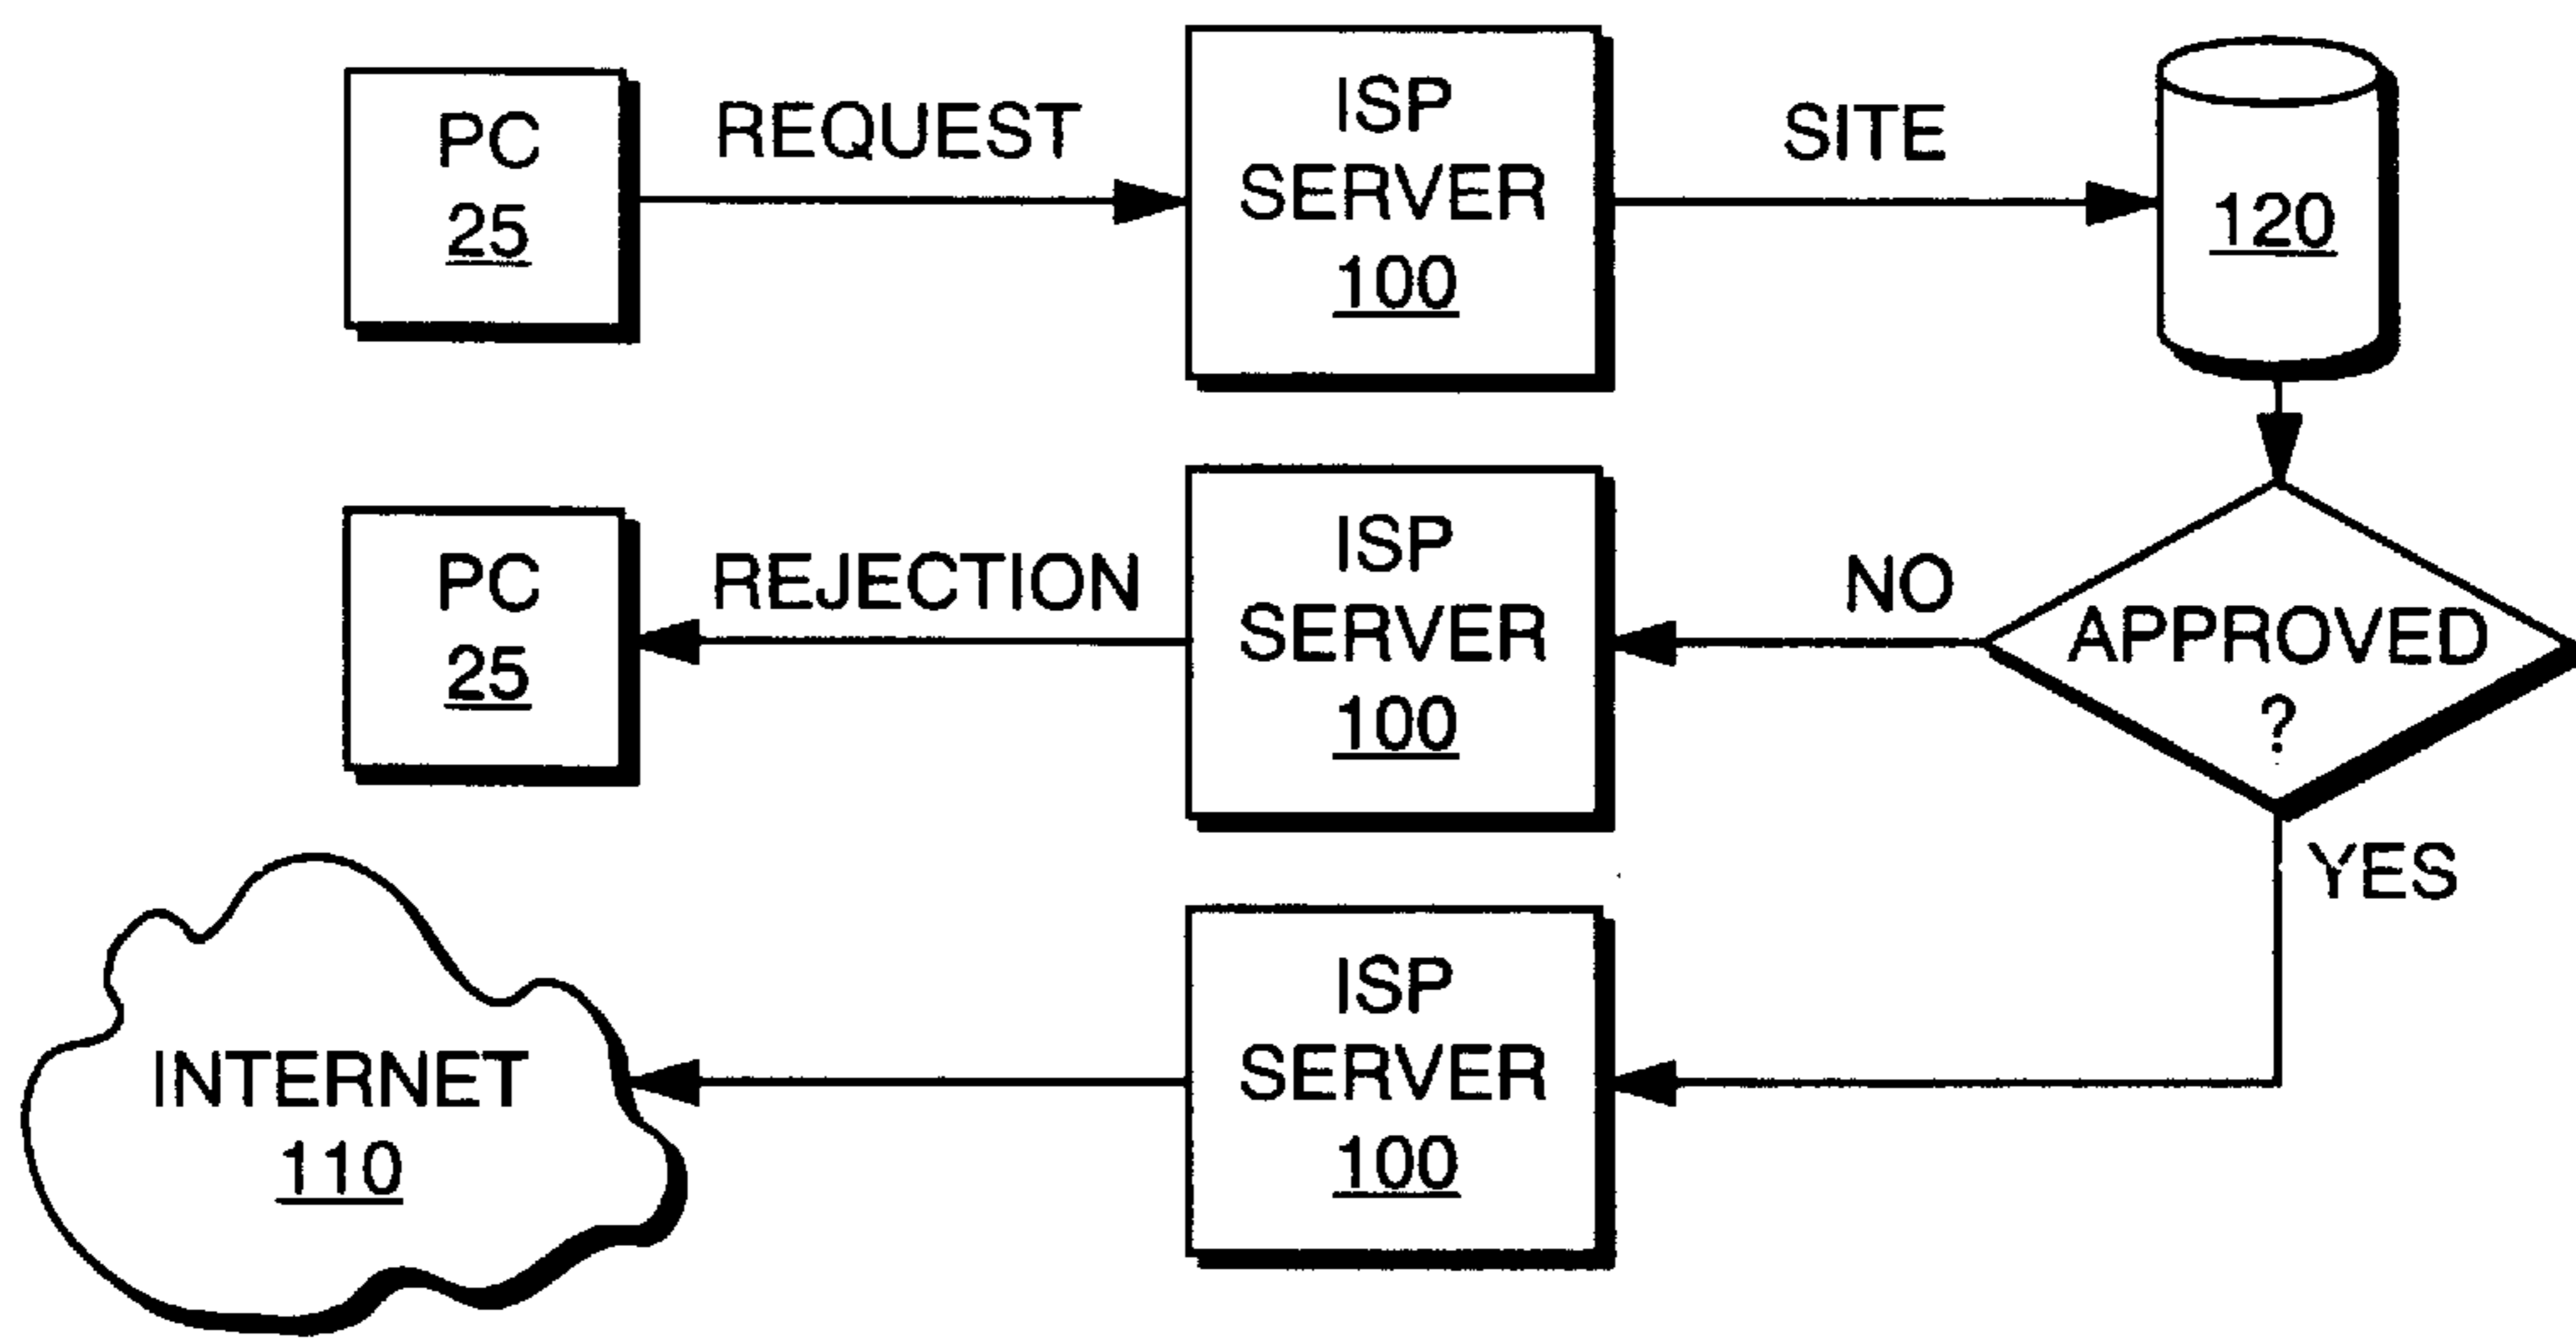 PC
25
REQUEST
ISP
SERVER
100
SITE
120
PC
25
REJECTION
ISP
SERVER
100
NO
APPROVED
?
YES
INTERNET
110
ISP
SERVER
100